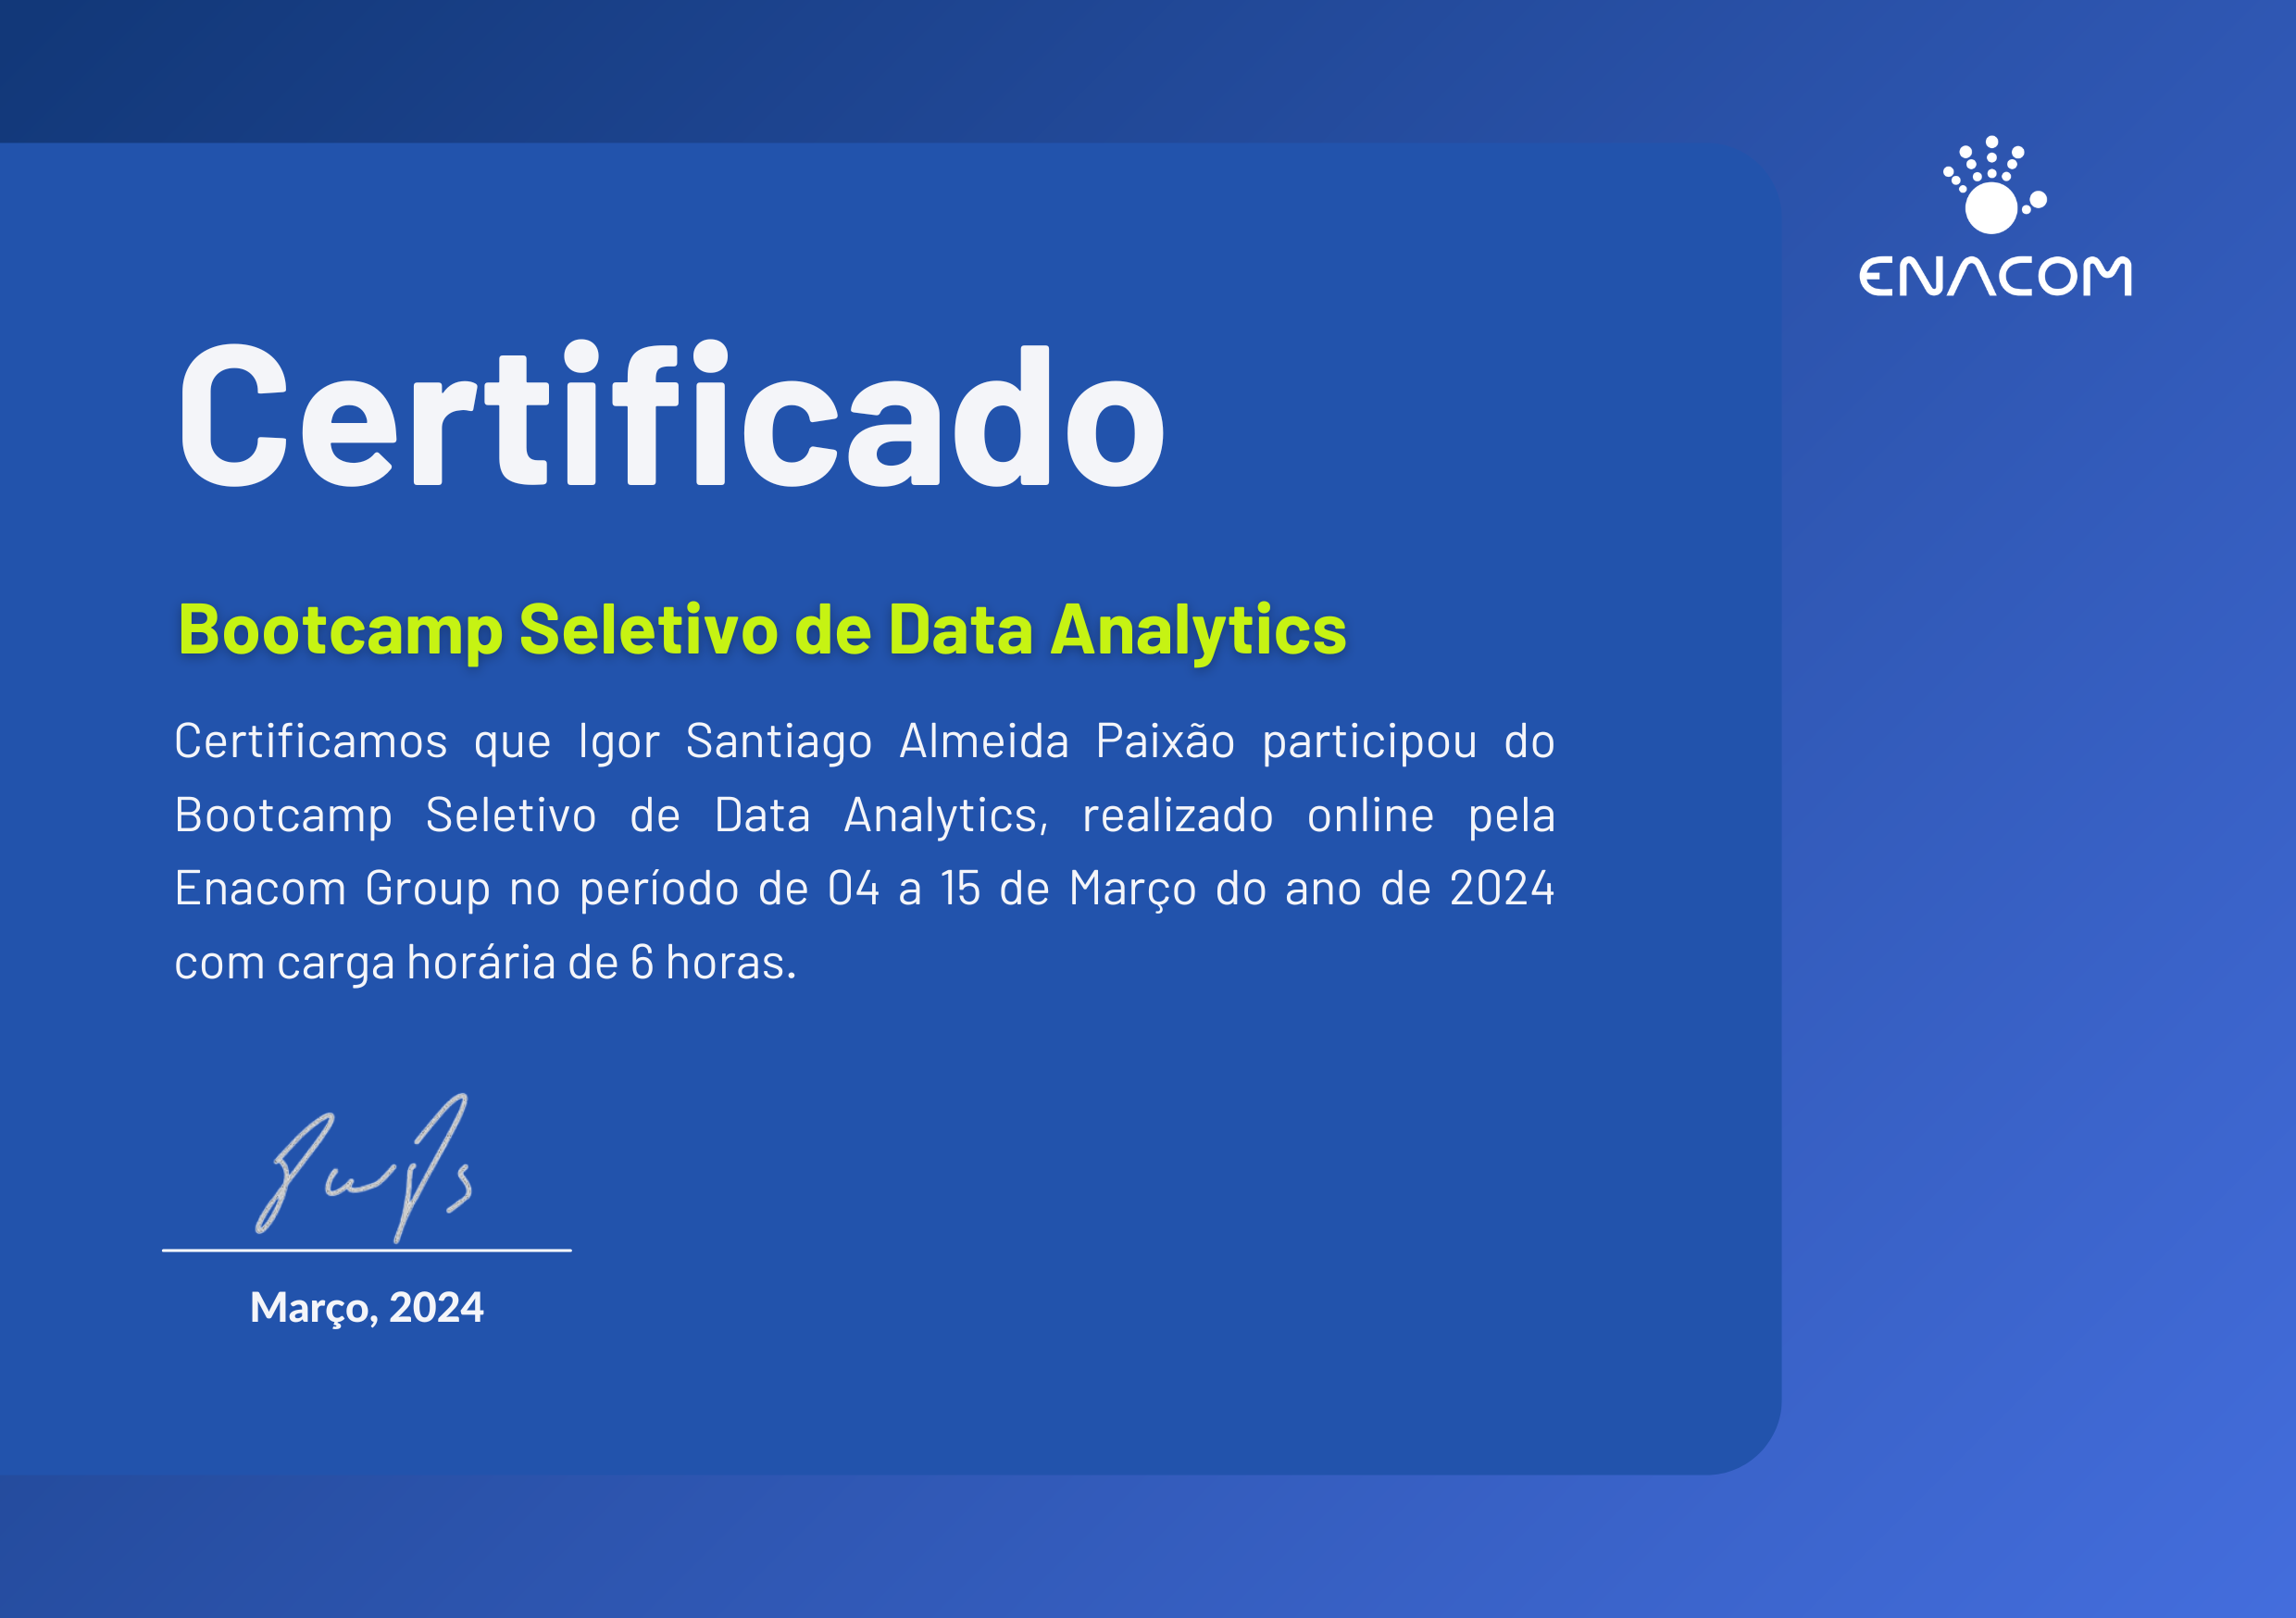 ENACOM
Certificado
Bootcamp Seletivo de Data Analytics
Certificamos que Igor Santiago Almeida Paixão participou do
Bootcamp Seletivo de Data Analytics, realizado online pela
Enacom Group no período de 04 a 15 de Março do ano de 2024
com carga horária de 6 horas.
Março, 2024